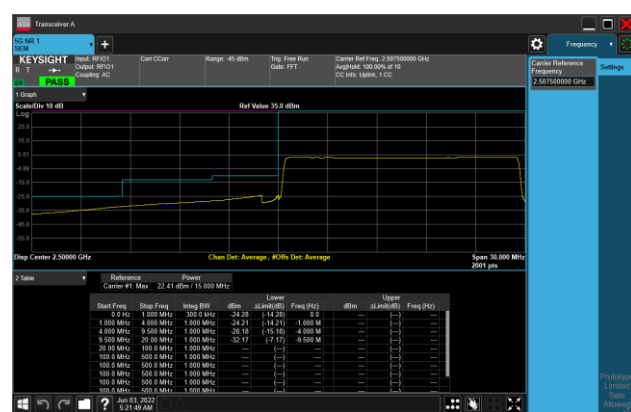 Transceiver A
5G NR 1
SEM
Frequency
KEYSIGHT
R T
PASS
Input: RFIO1
Output: RFIO1
Coupling: AC
Corr CCorr
Range: -45 dBm
Trig: Free Run
Gate: FFT
Carrier Ref Freq: 2.507500000 GHz
Avg|Hold: 100.00% of 10
CC Info: Uplink, 1 CC
Carrier Reference
Frequency
2.507500000 GHz
Settings
1 Graph
Scale/Div 10 dB
Ref Value 35.0 dBm
Log
25.0
15.0
5.01
-4.99
-15.0
-25.0
-35.0
-45.0
-55.0
Disp Center 2.50000 GHz
Chan Det: Average , #Offs Det: Average
Span 30.000 MHz
2001 pts
2 Table
Reference Power
Carrier #1: Max 22.41 dBm / 15.000 MHz
Lower Upper
Start Freq Stop Freq Integ BW dBm ΔLimit(dB) Freq (Hz) dBm ΔLimit(dB) Freq (Hz)
0.0 Hz 1.000 MHz 300.0 kHz -24.28 (-14.28) 0.0 --- (---) ---
1.000 MHz 4.000 MHz 1.000 MHz -24.21 (-14.21) -1.000 M --- (---) ---
4.000 MHz 9.500 MHz 1.000 MHz -28.18 (-15.18) -4.000 M --- (---) ---
9.500 MHz 20.00 MHz 1.000 MHz -32.17 (-7.17) -9.500 M --- (---) ---
20.00 MHz 100.0 MHz 1.000 MHz --- (---) --- --- (---) ---
100.0 MHz 500.0 MHz 1.000 MHz --- (---) --- --- (---) ---
100.0 MHz 500.0 MHz 1.000 MHz --- (---) --- --- (---) ---
100.0 MHz 500.0 MHz 1.000 MHz --- (---) --- --- (---) ---
100.0 MHz 500.0 MHz 1.000 MHz --- (---) --- --- (---) ---
100.0 MHz 500.0 MHz 1.000 MHz --- (---) --- --- (---) ---
Prototype
Limited
Sale
Allowed
?
Jun 03, 2022
5:21:49 AM